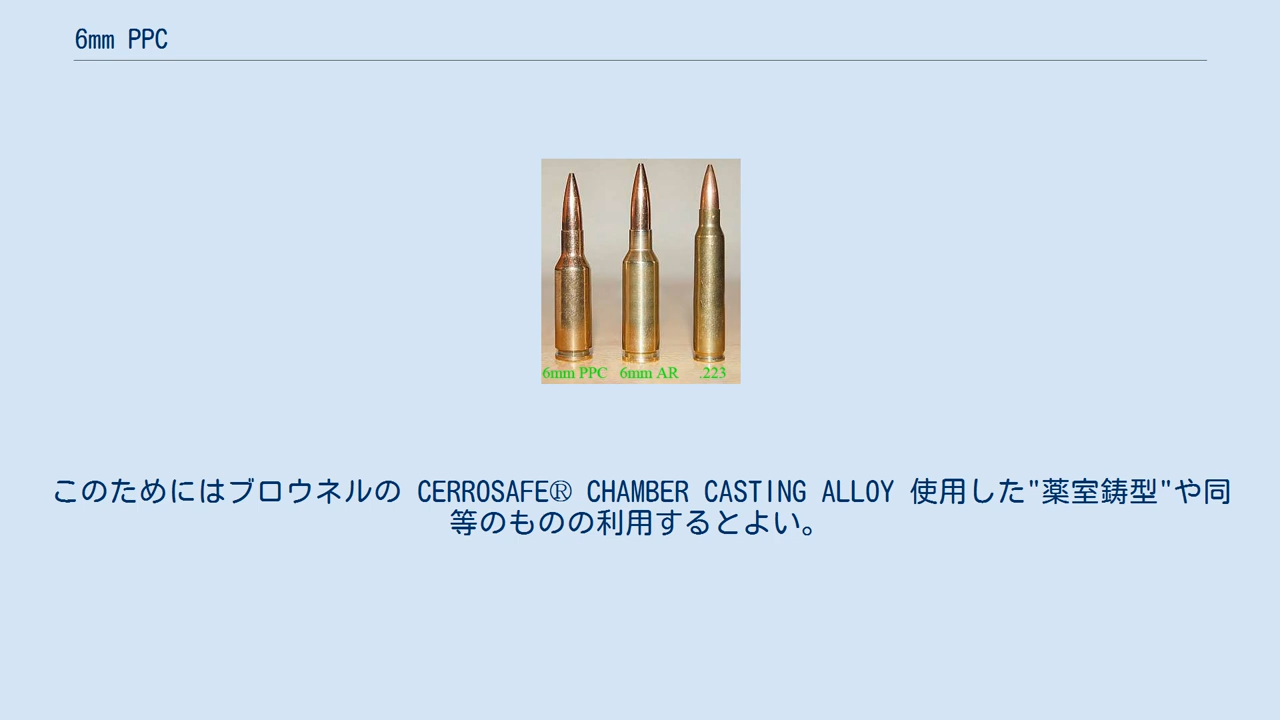 6mm PPC
6mm PPC 6mm AR .223
このためにはブロウネルの CERROSAFE® CHAMBER CASTING ALLOY 使用した"薬室鋳型"や同
等のものの利用するとよい。